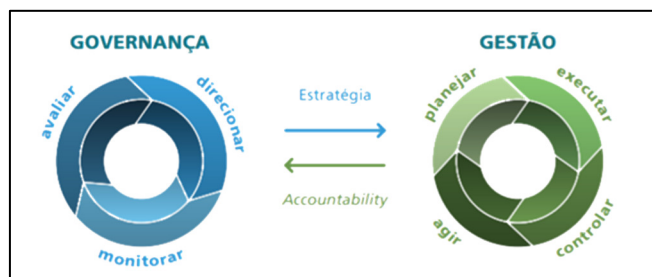 GOVERNANÇA
avaliar
direcionar
monitorar
Estratégia
Accountability
GESTÃO
planejar
executar
controlar
agir